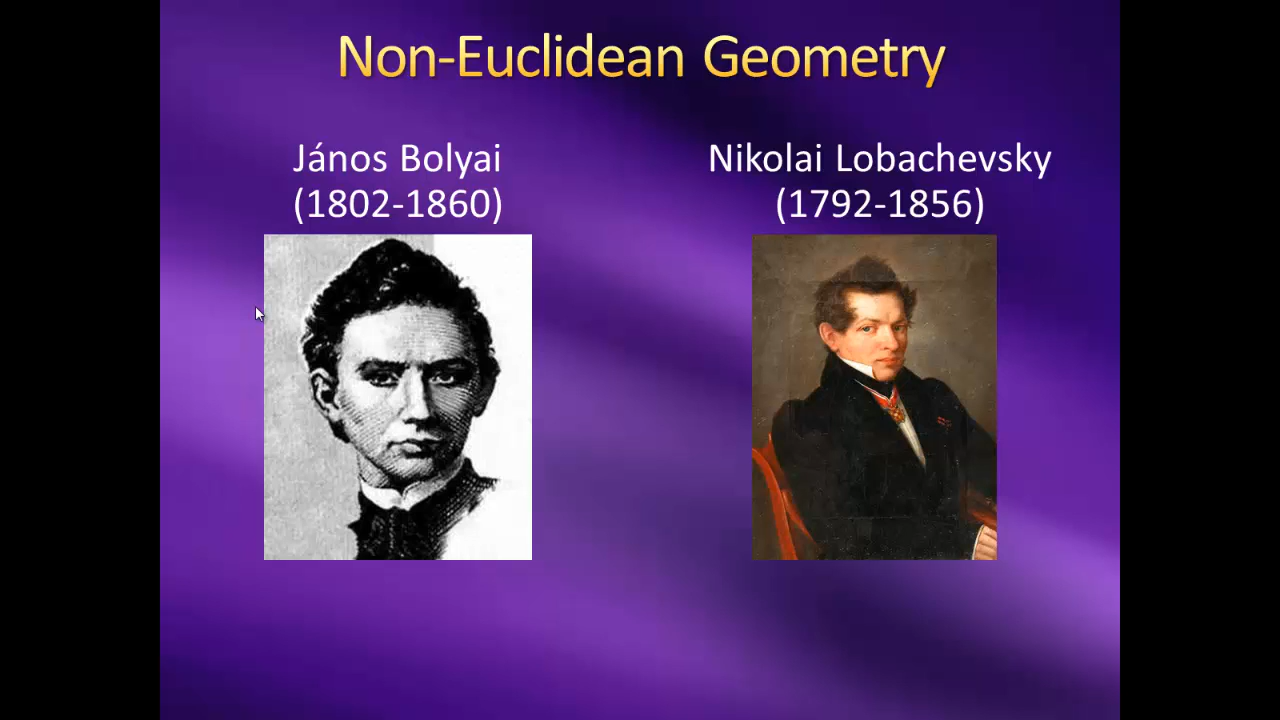 Non-Euclidean Geometry
János Bolyai
(1802-1860)
Nikolai Lobachevsky
(1792-1856)